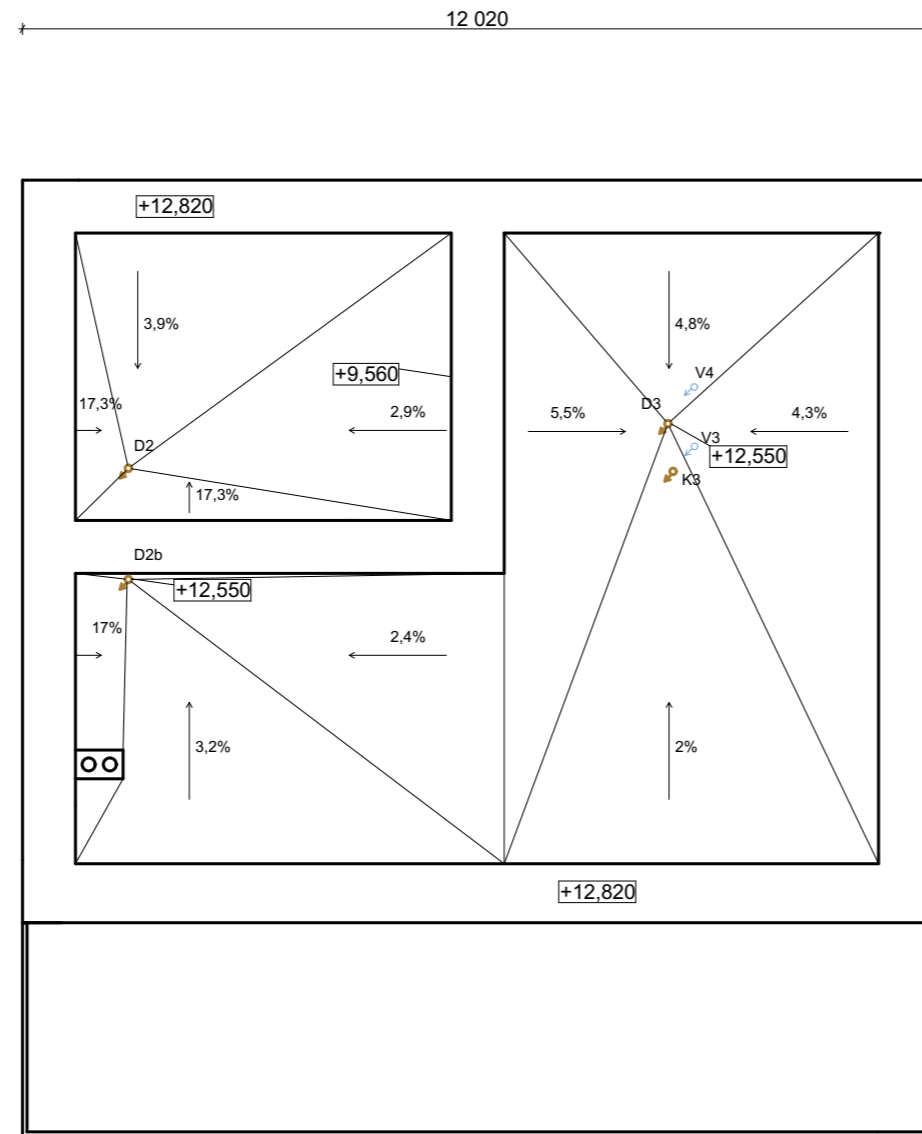 12 020
+12,820
3,9%
4,8%
+9,560
V4
17,3%
D3
5,5%
2,9%
4,3%
D2
V3
+12,550
K3
17,3%
D2b
+12,550
17%
2,4%
3,2%
2%
+12,820